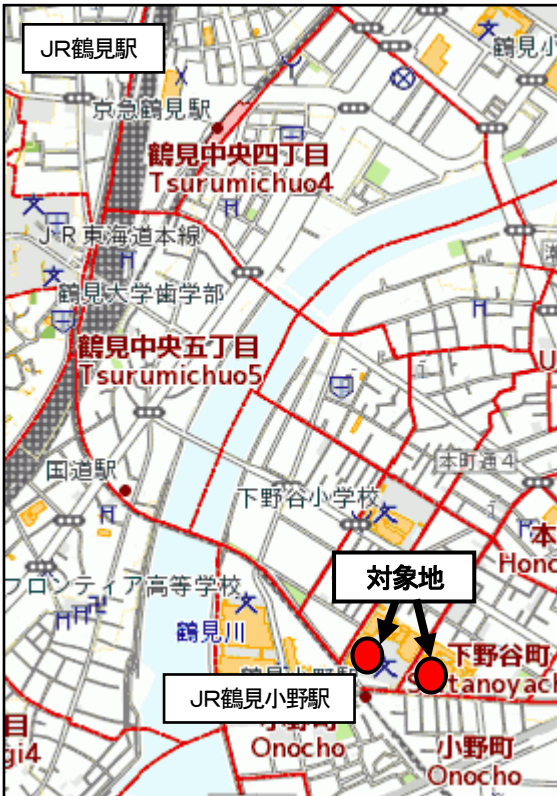 JR鶴見駅
鶴見小
京急鶴見駅
鶴見中央四丁目
Tsurumichuo4
JR東海道本線
鶴見大学歯学部
鶴見中央五丁目
Tsurumichuo5
本町通4
国道駅
下野谷小学校
本
Hono
対象地
フロンティア高等学校
鶴見川
下野谷町
JR鶴見小野駅
目
gi4
小野町
Onocho
小野町
Onocho